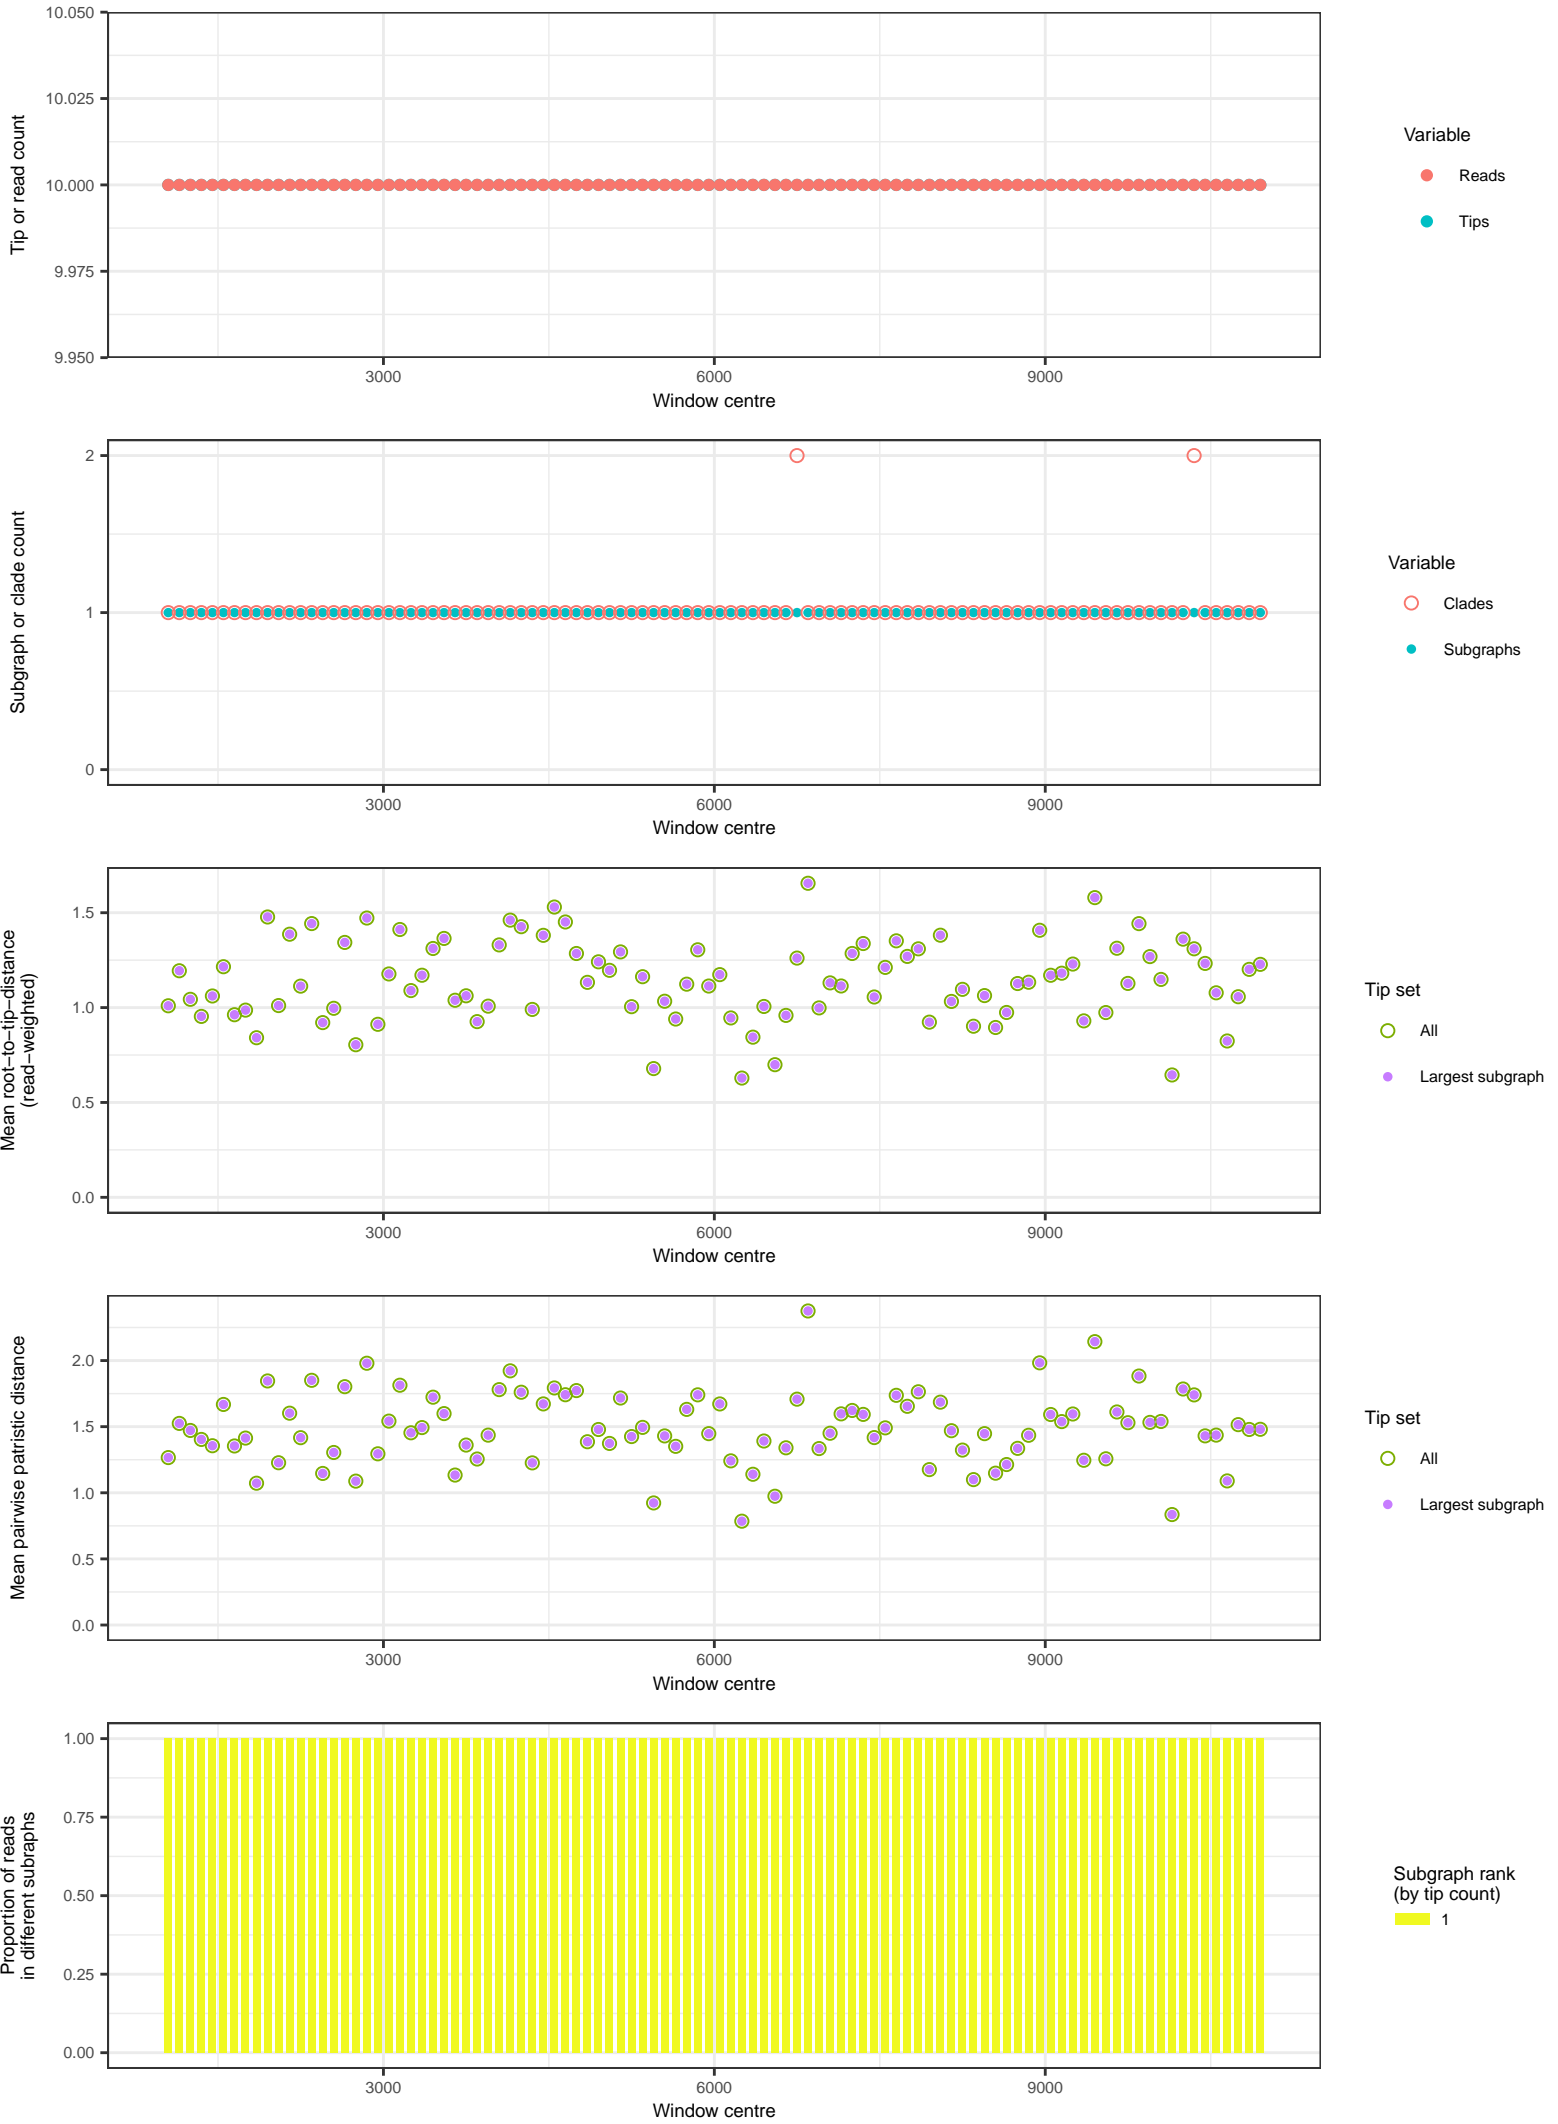 10.050
10.025
10.000
9.975
9.950
Tip or read count
3000 6000 9000
Window centre
Variable
Reads
Tips
2
1
0
Subgraph or clade count
3000 6000 9000
Window centre
Variable
Clades
Subgraphs
1.5
1.0
0.5
0.0
Mean root−to−tip−distance
(read−weighted)
3000 6000 9000
Window centre
Tip set
All
Largest subgraph
2.0
1.5
1.0
0.5
0.0
Mean pairwise patristic distance
3000 6000 9000
Window centre
Tip set
All
Largest subgraph
1.00
0.75
0.50
0.25
0.00
Proportion of reads
in different subraphs
3000 6000 9000
Window centre
Subgraph rank
(by tip count)
1